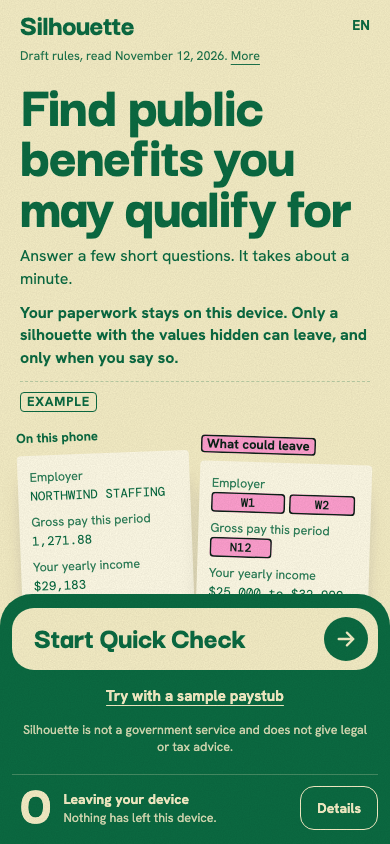 Silhouette
EN
Draft rules, read November 12, 2026. More
Find public
benefits you
may qualify for
Answer a few short questions. It takes about a
minute.
Your paperwork stays on this device. Only a
silhouette with the values hidden can leave, and
only when you say so.
EXAMPLE
On this phone
Employer
NORTHWIND STAFFING
Gross pay this period
1,271.88
Your yearly income
$29,183
What could leave
Employer
W1 W2
Gross pay this period
N12
Your yearly income
$25,000 to $32,000
Start Quick Check
Try with a sample paystub
Silhouette is not a government service and does not give legal
or tax advice.
0
Leaving your device
Nothing has left this device.
Details